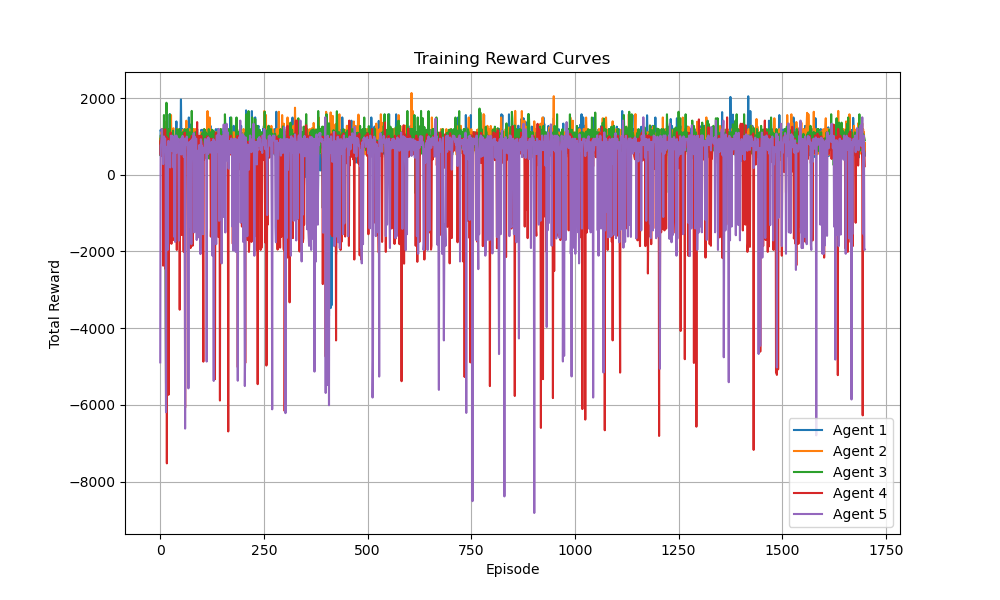 Training Reward Curves
Total Reward
2000
0
−2000
−4000
−6000
−8000
0 250 500 750 1000 1250 1500 1750
Episode
Agent 1
Agent 2
Agent 3
Agent 4
Agent 5